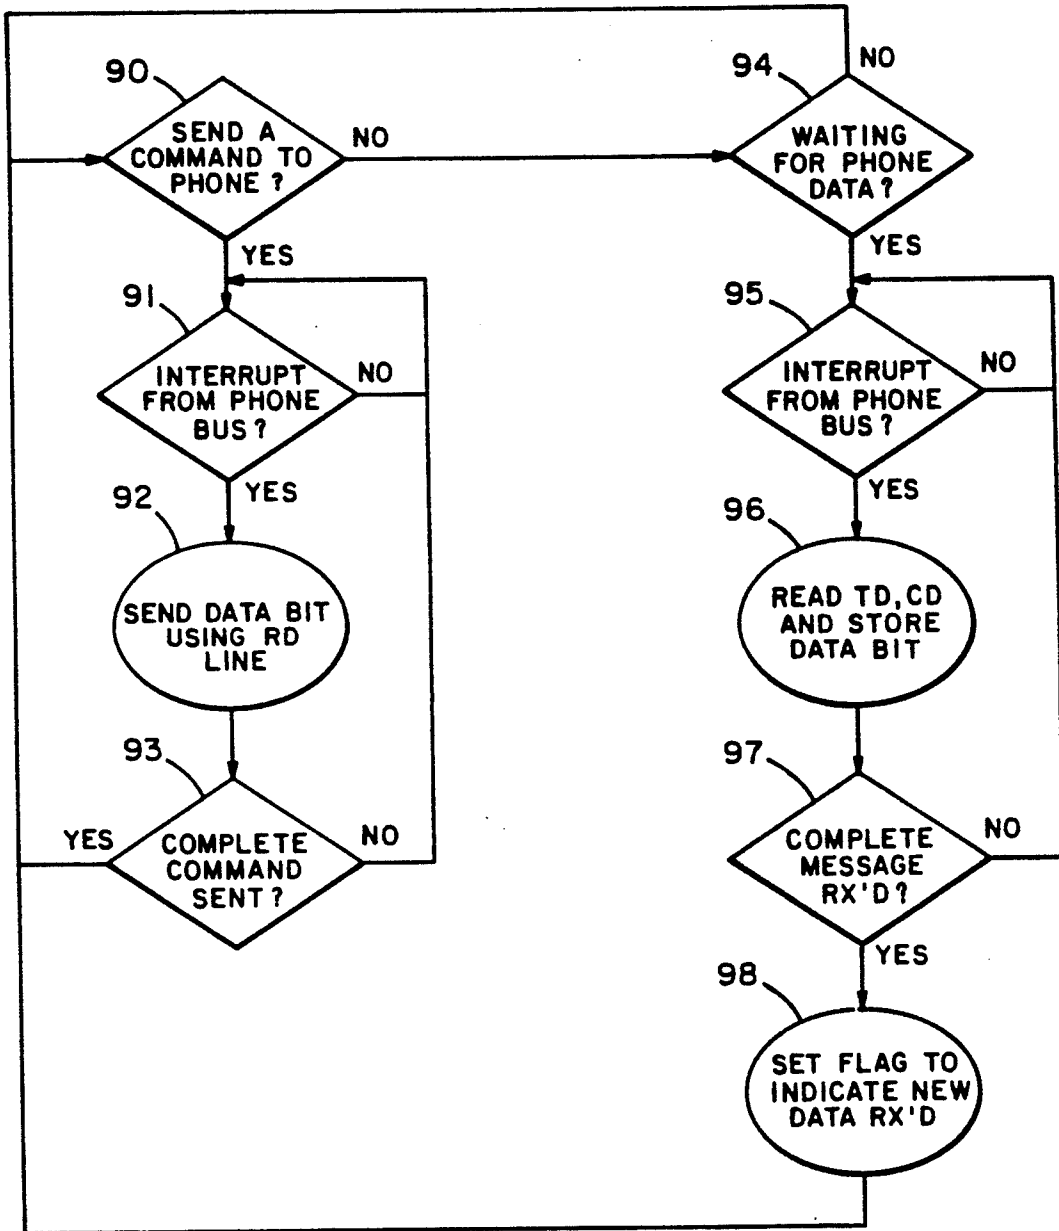 90
SEND A
COMMAND TO
PHONE ?
NO
YES
91
INTERRUPT
FROM PHONE
BUS ?
NO
YES
92
SEND DATA BIT
USING RD
LINE
93
COMPLETE
COMMAND
SENT ?
YES
NO
94
NO
WAITING
FOR PHONE
DATA ?
YES
95
INTERRUPT
FROM PHONE
BUS ?
NO
YES
96
READ TD, CD
AND STORE
DATA BIT
97
COMPLETE
MESSAGE
RX'D ?
NO
YES
98
SET FLAG TO
INDICATE NEW
DATA RX'D